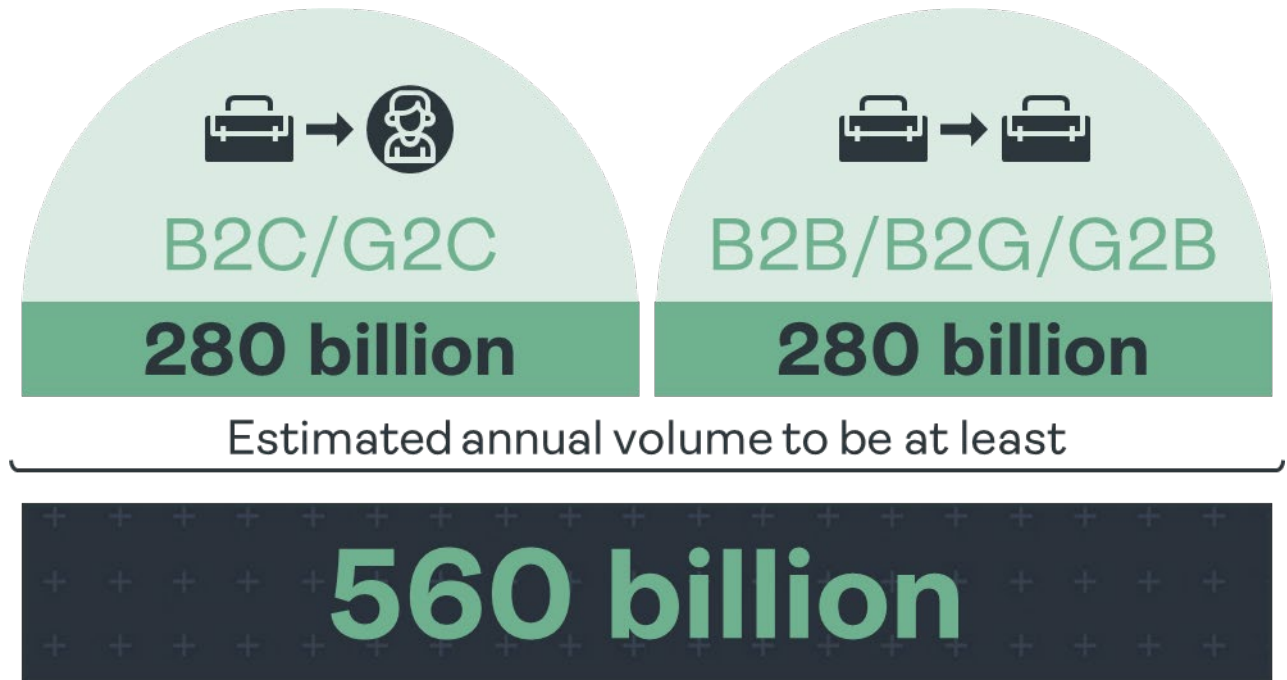 B2C/G2C
280 billion
B2B/B2G/G2B
280 billion
Estimated annual volume to be at least
560 billion